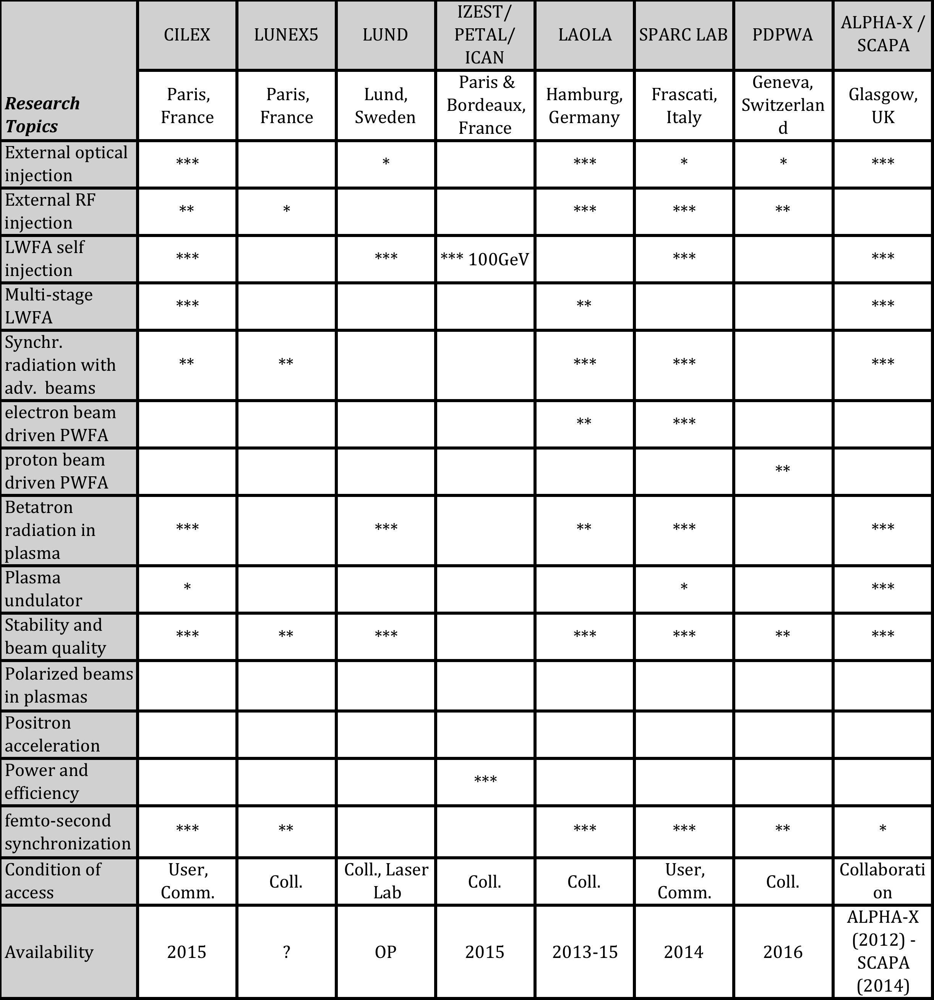 Research
Topics
CILEX
LUNEX5
LUND
IZEST/
PETAL/
ICAN
LAOLA
SPARC LAB
PDPWA
ALPHA-X /
SCAPA
Paris,
France
Paris,
France
Lund,
Sweden
Paris &
Bordeaux,
France
Hamburg,
Germany
Frascati,
Italy
Geneva,
Switzerlan
d
Glasgow,
UK
External optical
injection
***
*
***
*
*
***
External RF
injection
**
*
***
***
**
LWFA self
injection
***
***
*** 100GeV
***
***
Multi-stage
LWFA
***
**
***
Synchr.
radiation with
adv. beams
**
**
***
***
***
electron beam
driven PWFA
**
***
proton beam
driven PWFA
**
Betatron
radiation in
plasma
***
***
**
***
***
Plasma
undulator
*
*
***
Stability and
beam quality
***
**
***
***
***
**
***
Polarized beams
in plasmas
Positron
acceleration
Power and
efficiency
***
femto-second
synchronization
***
**
***
***
**
*
Condition of
access
User,
Comm.
Coll.
Coll., Laser
Lab
Coll.
Coll.
User,
Comm.
Coll.
Collaborati
on
Availability
2015
?
OP
2015
2013-15
2014
2016
ALPHA-X
(2012) -
SCAPA
(2014)